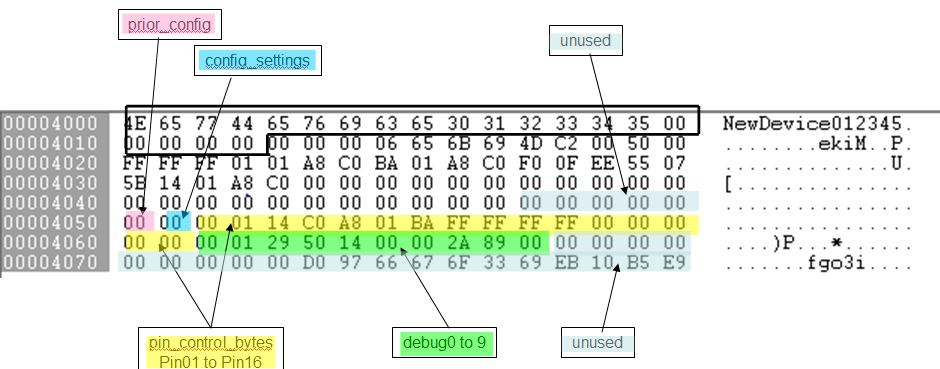 prior_config
config_settings
unused
00004000 4E 65 77 44 65 76 69 63 65 30 31 32 33 34 35 00 NewDevice012345.
00004010 00 00 00 00 00 00 00 06 65 6B 69 4D C2 00 50 00 ........ekiM..P.
00004020 FF FF FF 01 01 A8 C0 BA 01 A8 C0 F0 0F EE 55 07 ..............U.
00004030 5B 14 01 A8 C0 00 00 00 00 00 00 00 00 00 00 00 [...............
00004040 00 00 00 00 00 00 00 00 00 00 00 00 00 00 00 00 ................
00004050 00 00 00 01 14 C0 A8 01 BA FF FF FF FF 00 00 00 ................
00004060 00 00 00 01 29 50 14 00 00 2A 89 00 00 00 00 00 ....)P...*......
00004070 00 00 00 00 00 D0 97 66 67 6F 33 69 EB 10 B5 E9 .......fgo3i....
pin_control_bytes
Pin01 to Pin16
debug0 to 9
unused